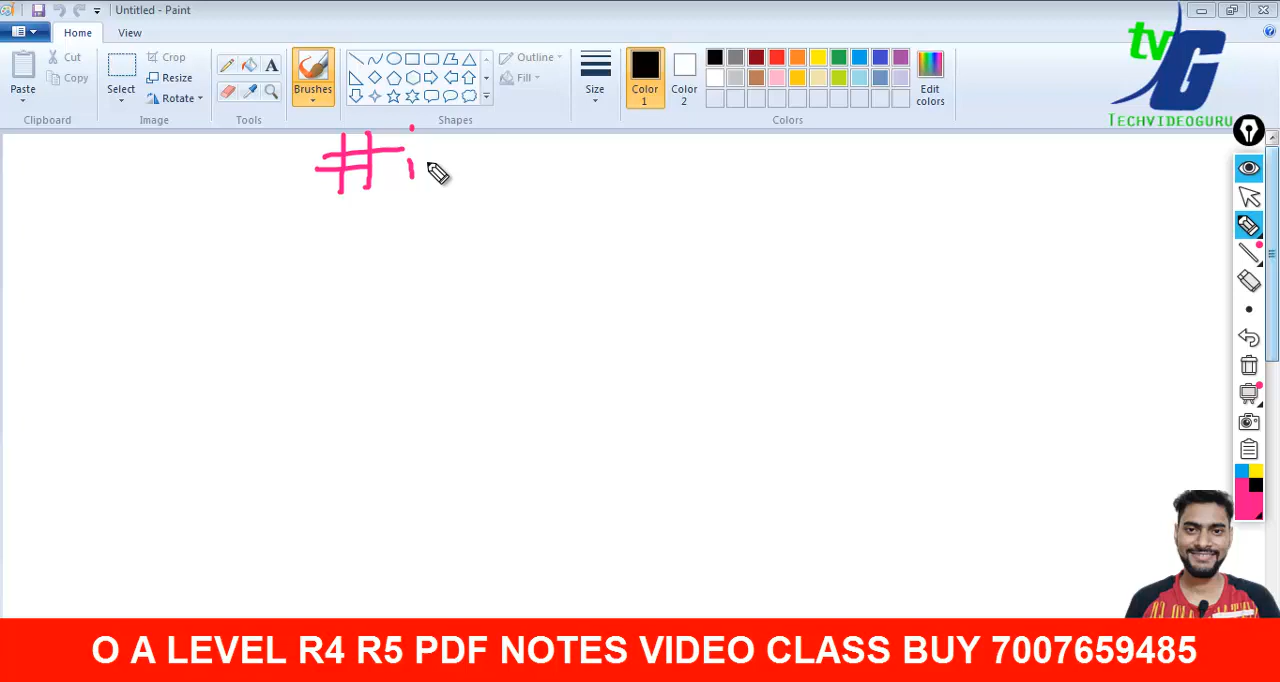 Untitled - Paint
Home View
Paste
Cut
Copy
Clipboard
Select
Crop
Resize
Rotate
Image
A
Tools
Brushes
Outline
Fill
Shapes
Size
Color 1
Color 2
Edit colors
Colors
tv G
TECHVIDEOGURU
#i
O A LEVEL R4 R5 PDF NOTES VIDEO CLASS BUY 7007659485